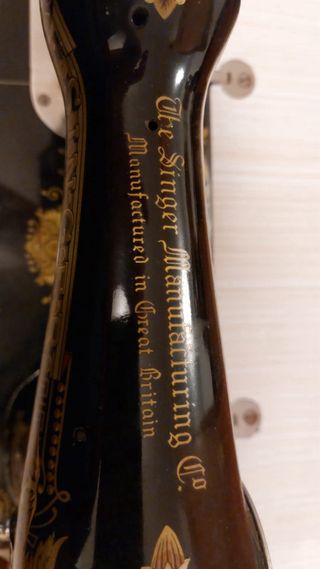 The Singer Manufacturing Co
Manufactured in Great Britain